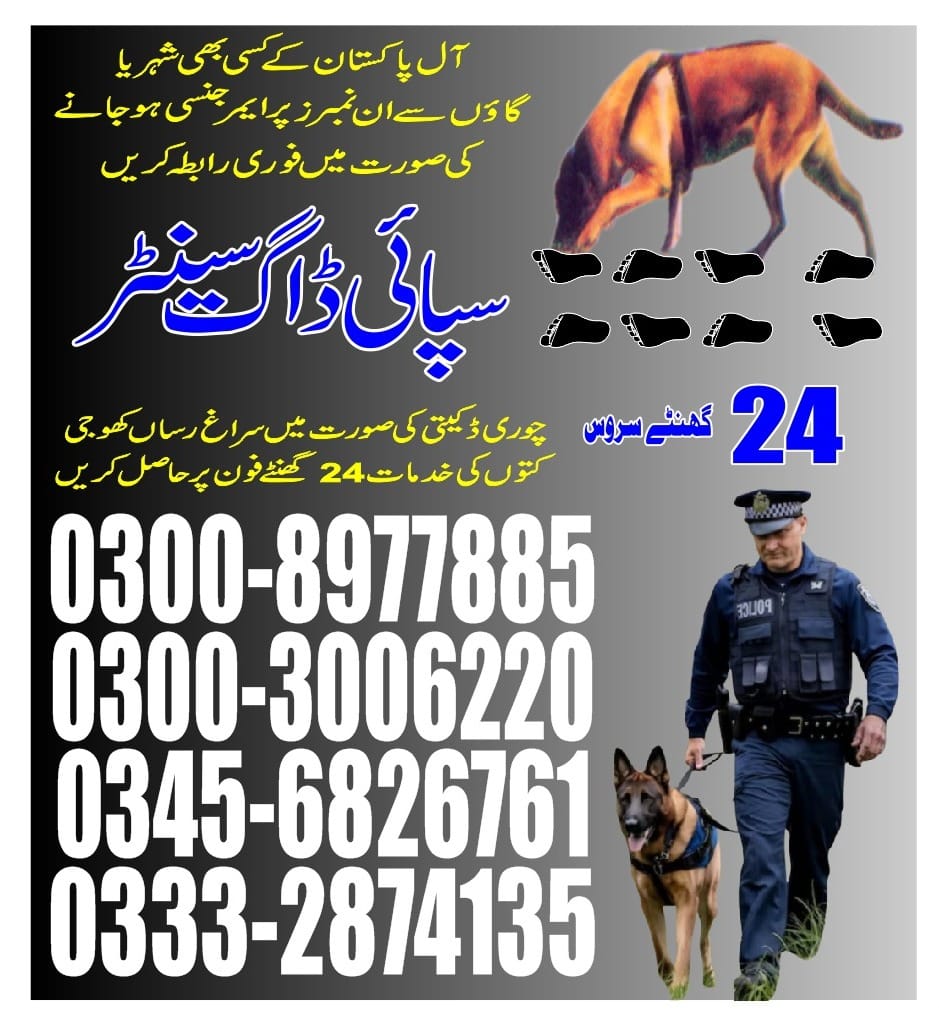 آل پاکستان کے کسی بھی شہر یا
گاؤں سے ان نمبرز پر ایمرجنسی ہو جانے
کی صورت میں فوری رابطہ کریں
سپائی ڈاگ سینٹر
24 گھنٹے سروس
چوری ڈکیتی کی صورت میں سراغ رساں کھوجی
کتوں کی خدمات 24 گھنٹے فون پر حاصل کریں
0300-8977885
0300-3006220
0345-6826761
0333-2874135
POLICE